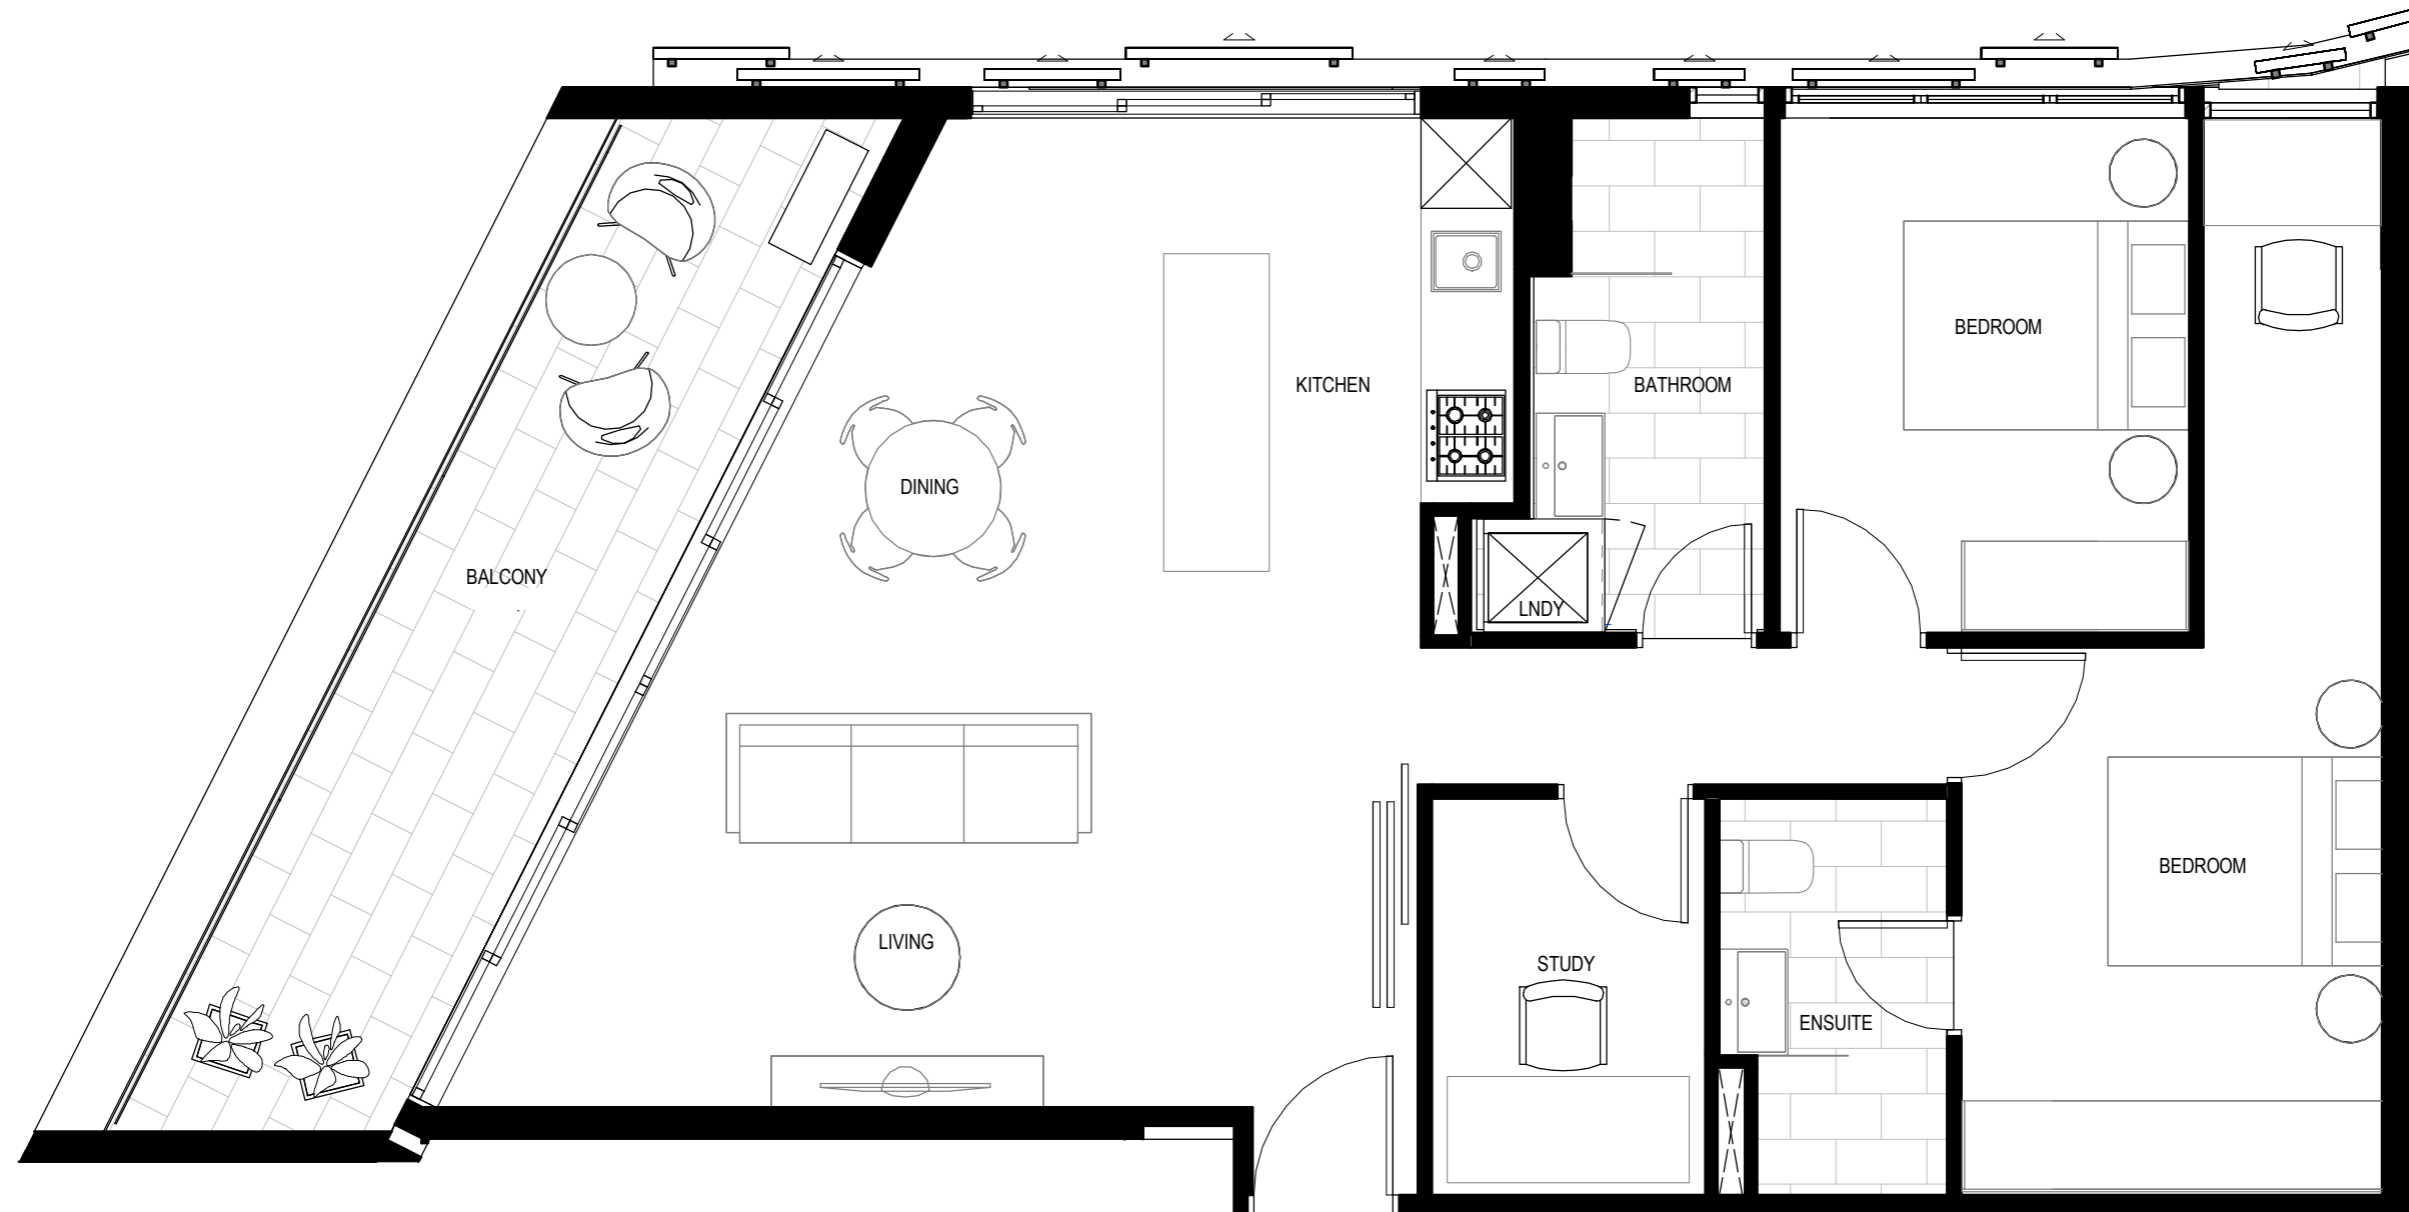 BEDROOM
KITCHEN
BATHROOM
DINING
BALCONY
LNDY
BEDROOM
LIVING
STUDY
ENSUITE